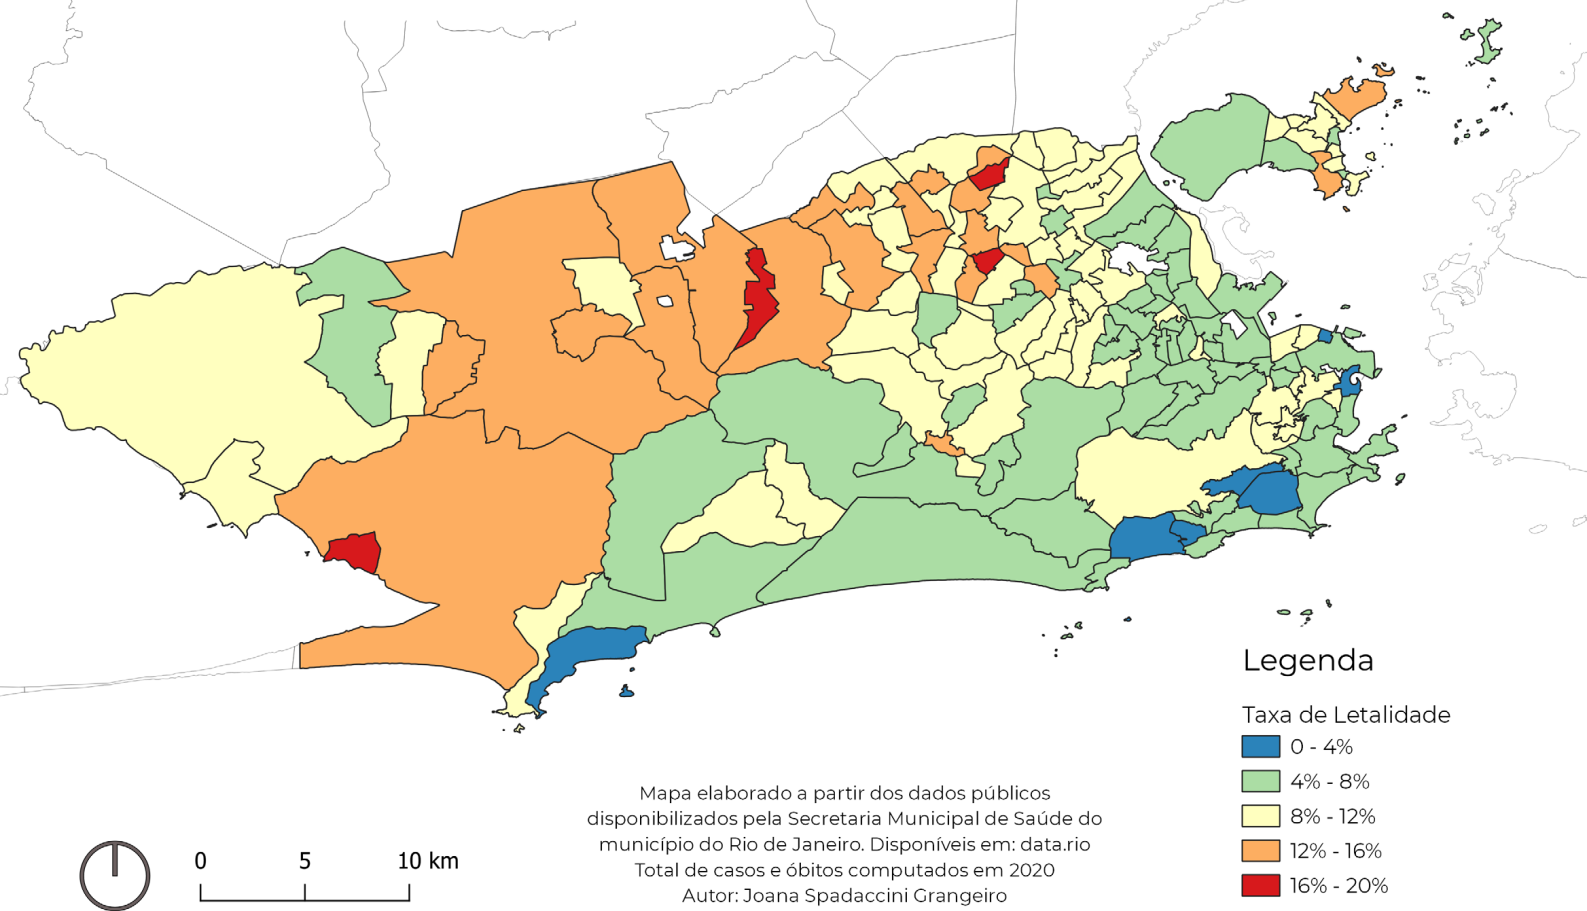 Legenda
Taxa de Letalidade
0 - 4%
4% - 8%
8% - 12%
12% - 16%
16% - 20%
Mapa elaborado a partir dos dados públicos
disponibilizados pela Secretaria Municipal de Saúde do
município do Rio de Janeiro. Disponíveis em: data.rio
Total de casos e óbitos computados em 2020
Autor: Joana Spadaccini Grangeiro
0 5 10 km